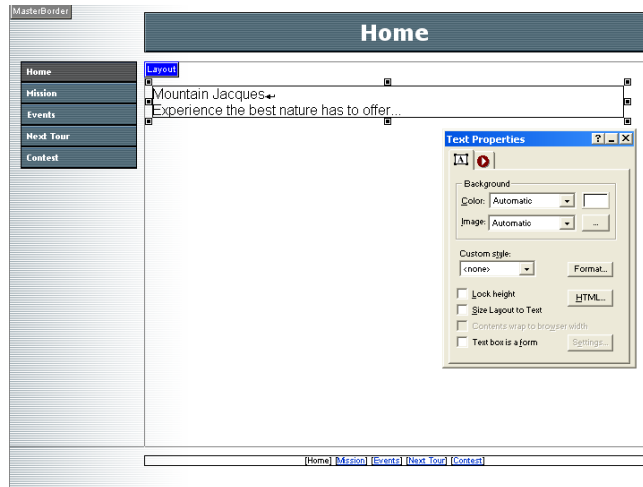 MasterBorder
Home
Home
Mission
Events
Next Tour
Contest
Layout
Mountain Jacques
Experience the best nature has to offer...
Text Properties
Background
Color: Automatic
Image: Automatic ...
Custom style:
<none> Format...
Lock height
HTML...
Size Layout to Text
Contents wrap to browser width
Text box is a form Settings...
[Home] [Mission] [Events] [Next Tour] [Contest]